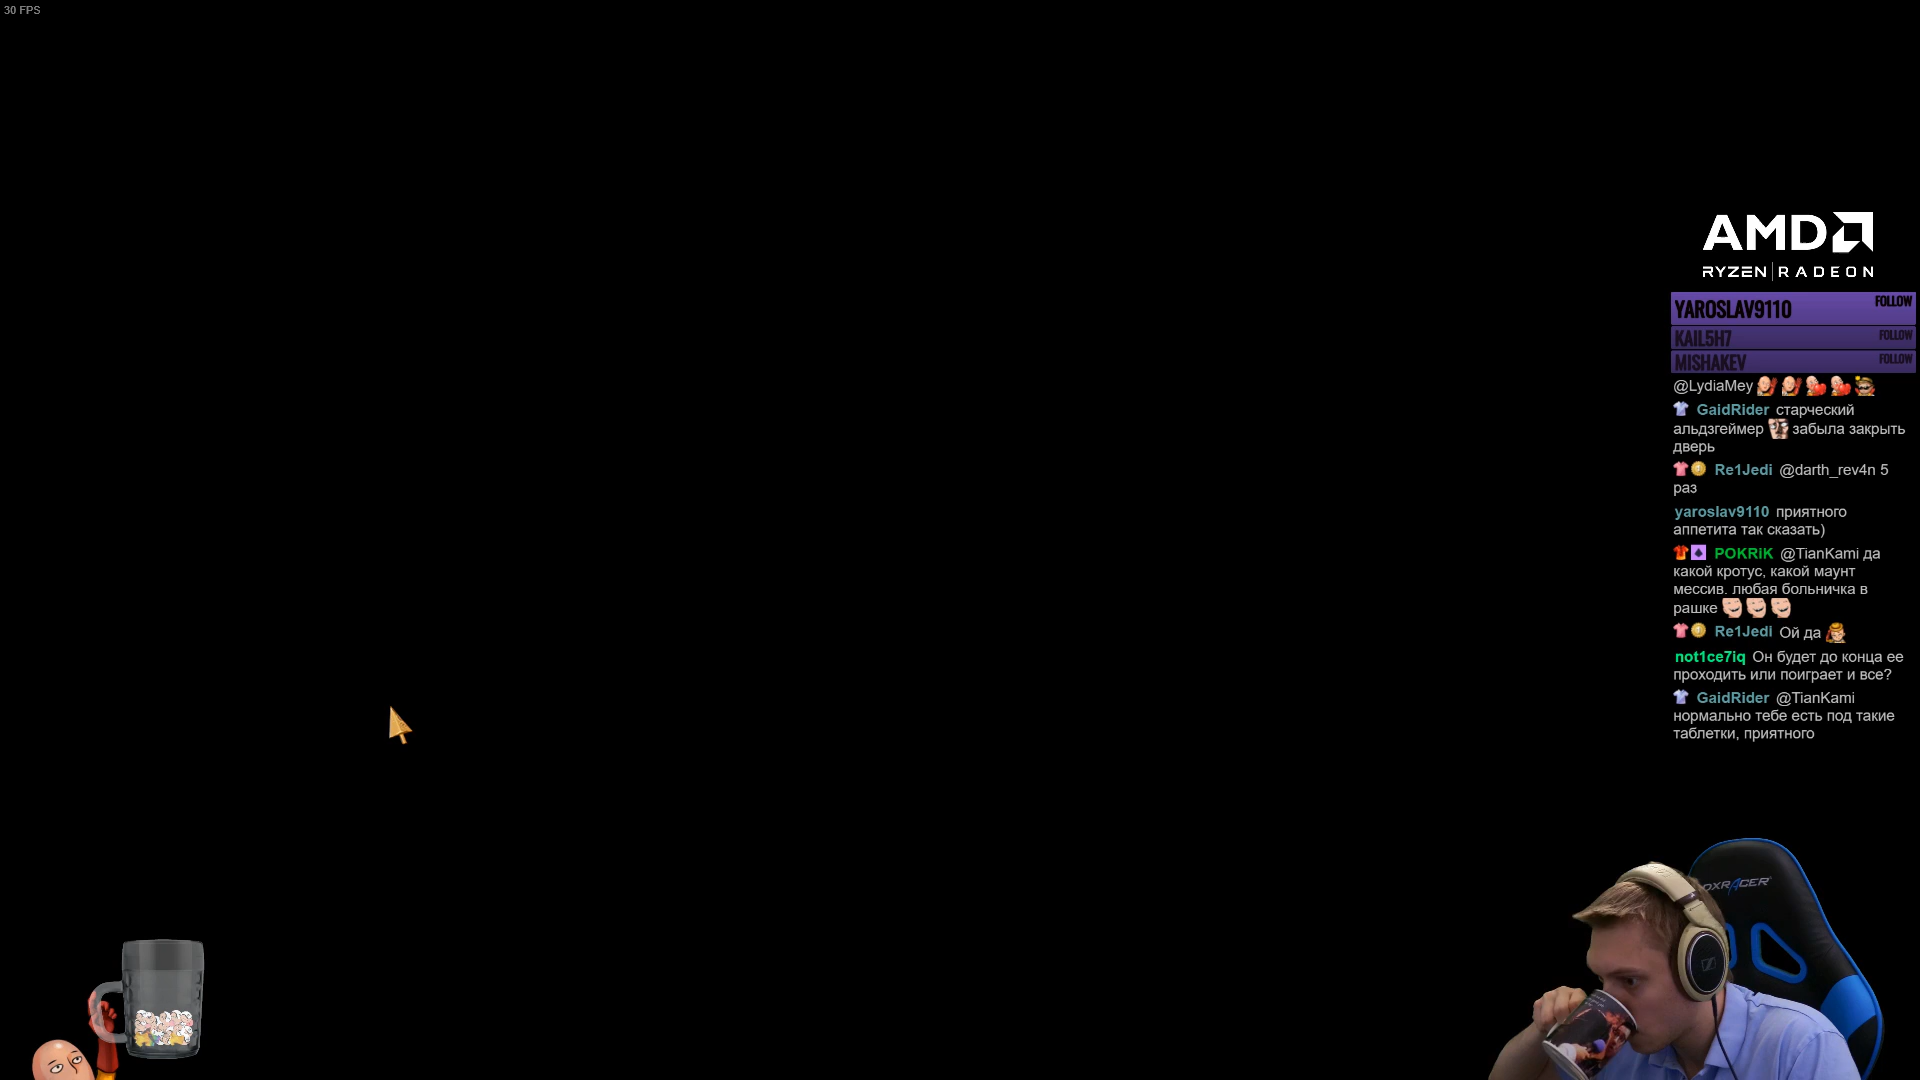 30 FPS
AMD
RYZEN | RADEON
YAROSLAV9110 FOLLOW
KAIL5H7 FOLLOW
MISHAKEV FOLLOW
@LydiaMey
GaidRider старческий
альдзгеймер забыла закрыть
дверь
Re1Jedi @darth_rev4n 5
раз
yaroslav9110 приятного
аппетита так сказать)
POKRiK @TianKami да
какой кротус, какой маунт
мессив. любая больничка в
рашке
Re1Jedi Ой да
not1ce7iq Он будет до конца ее
проходить или поиграет и все?
GaidRider @TianKami
нормально тебе есть под такие
таблетки, приятного
DXRACER